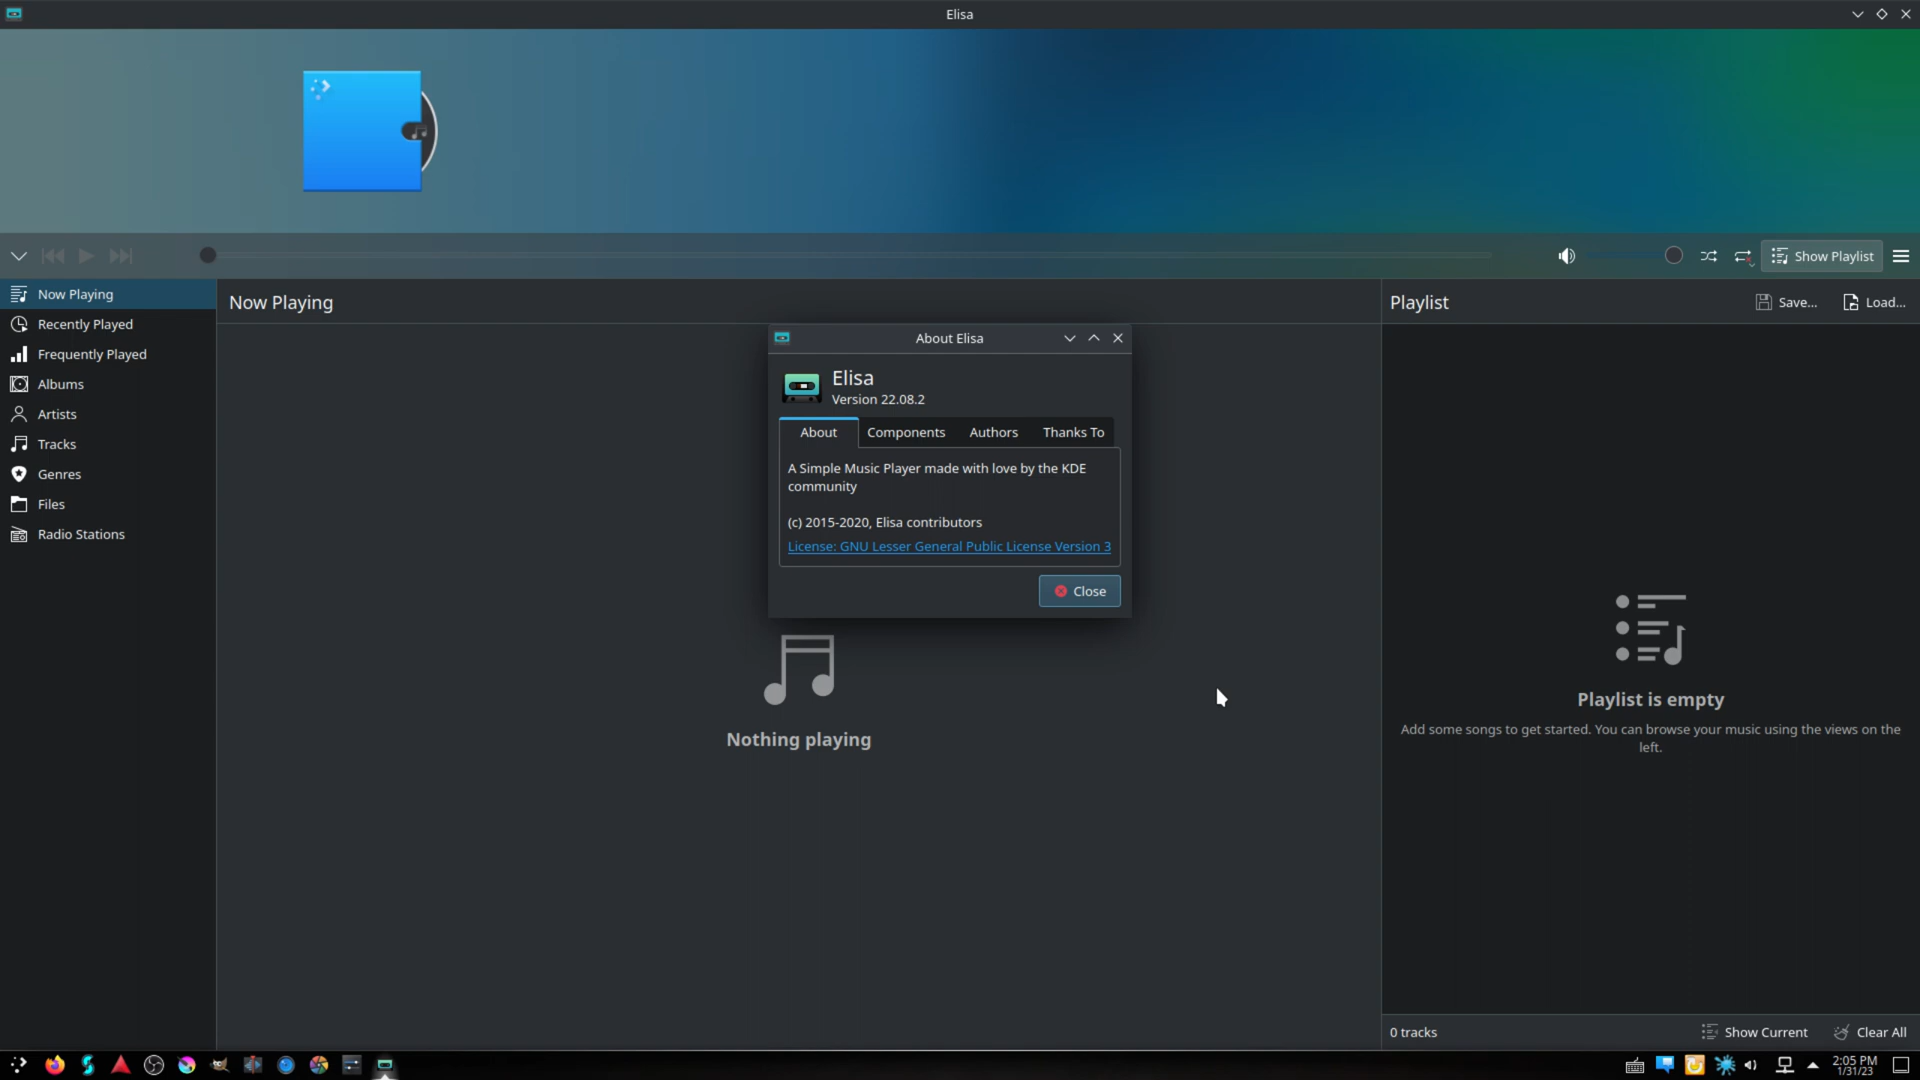 Elisa
Show Playlist
Now Playing
Recently Played
Frequently Played
Albums
Artists
Tracks
Genres
Files
Radio Stations
Now Playing
Nothing playing
About Elisa
Elisa
Version 22.08.2
About Components Authors Thanks To
A Simple Music Player made with love by the KDE
community
(c) 2015-2020, Elisa contributors
License: GNU Lesser General Public License Version 3
Close
Playlist Save... Load...
Playlist is empty
Add some songs to get started. You can browse your music using the views on the
left.
0 tracks Show Current Clear All
2:05 PM
1/31/23